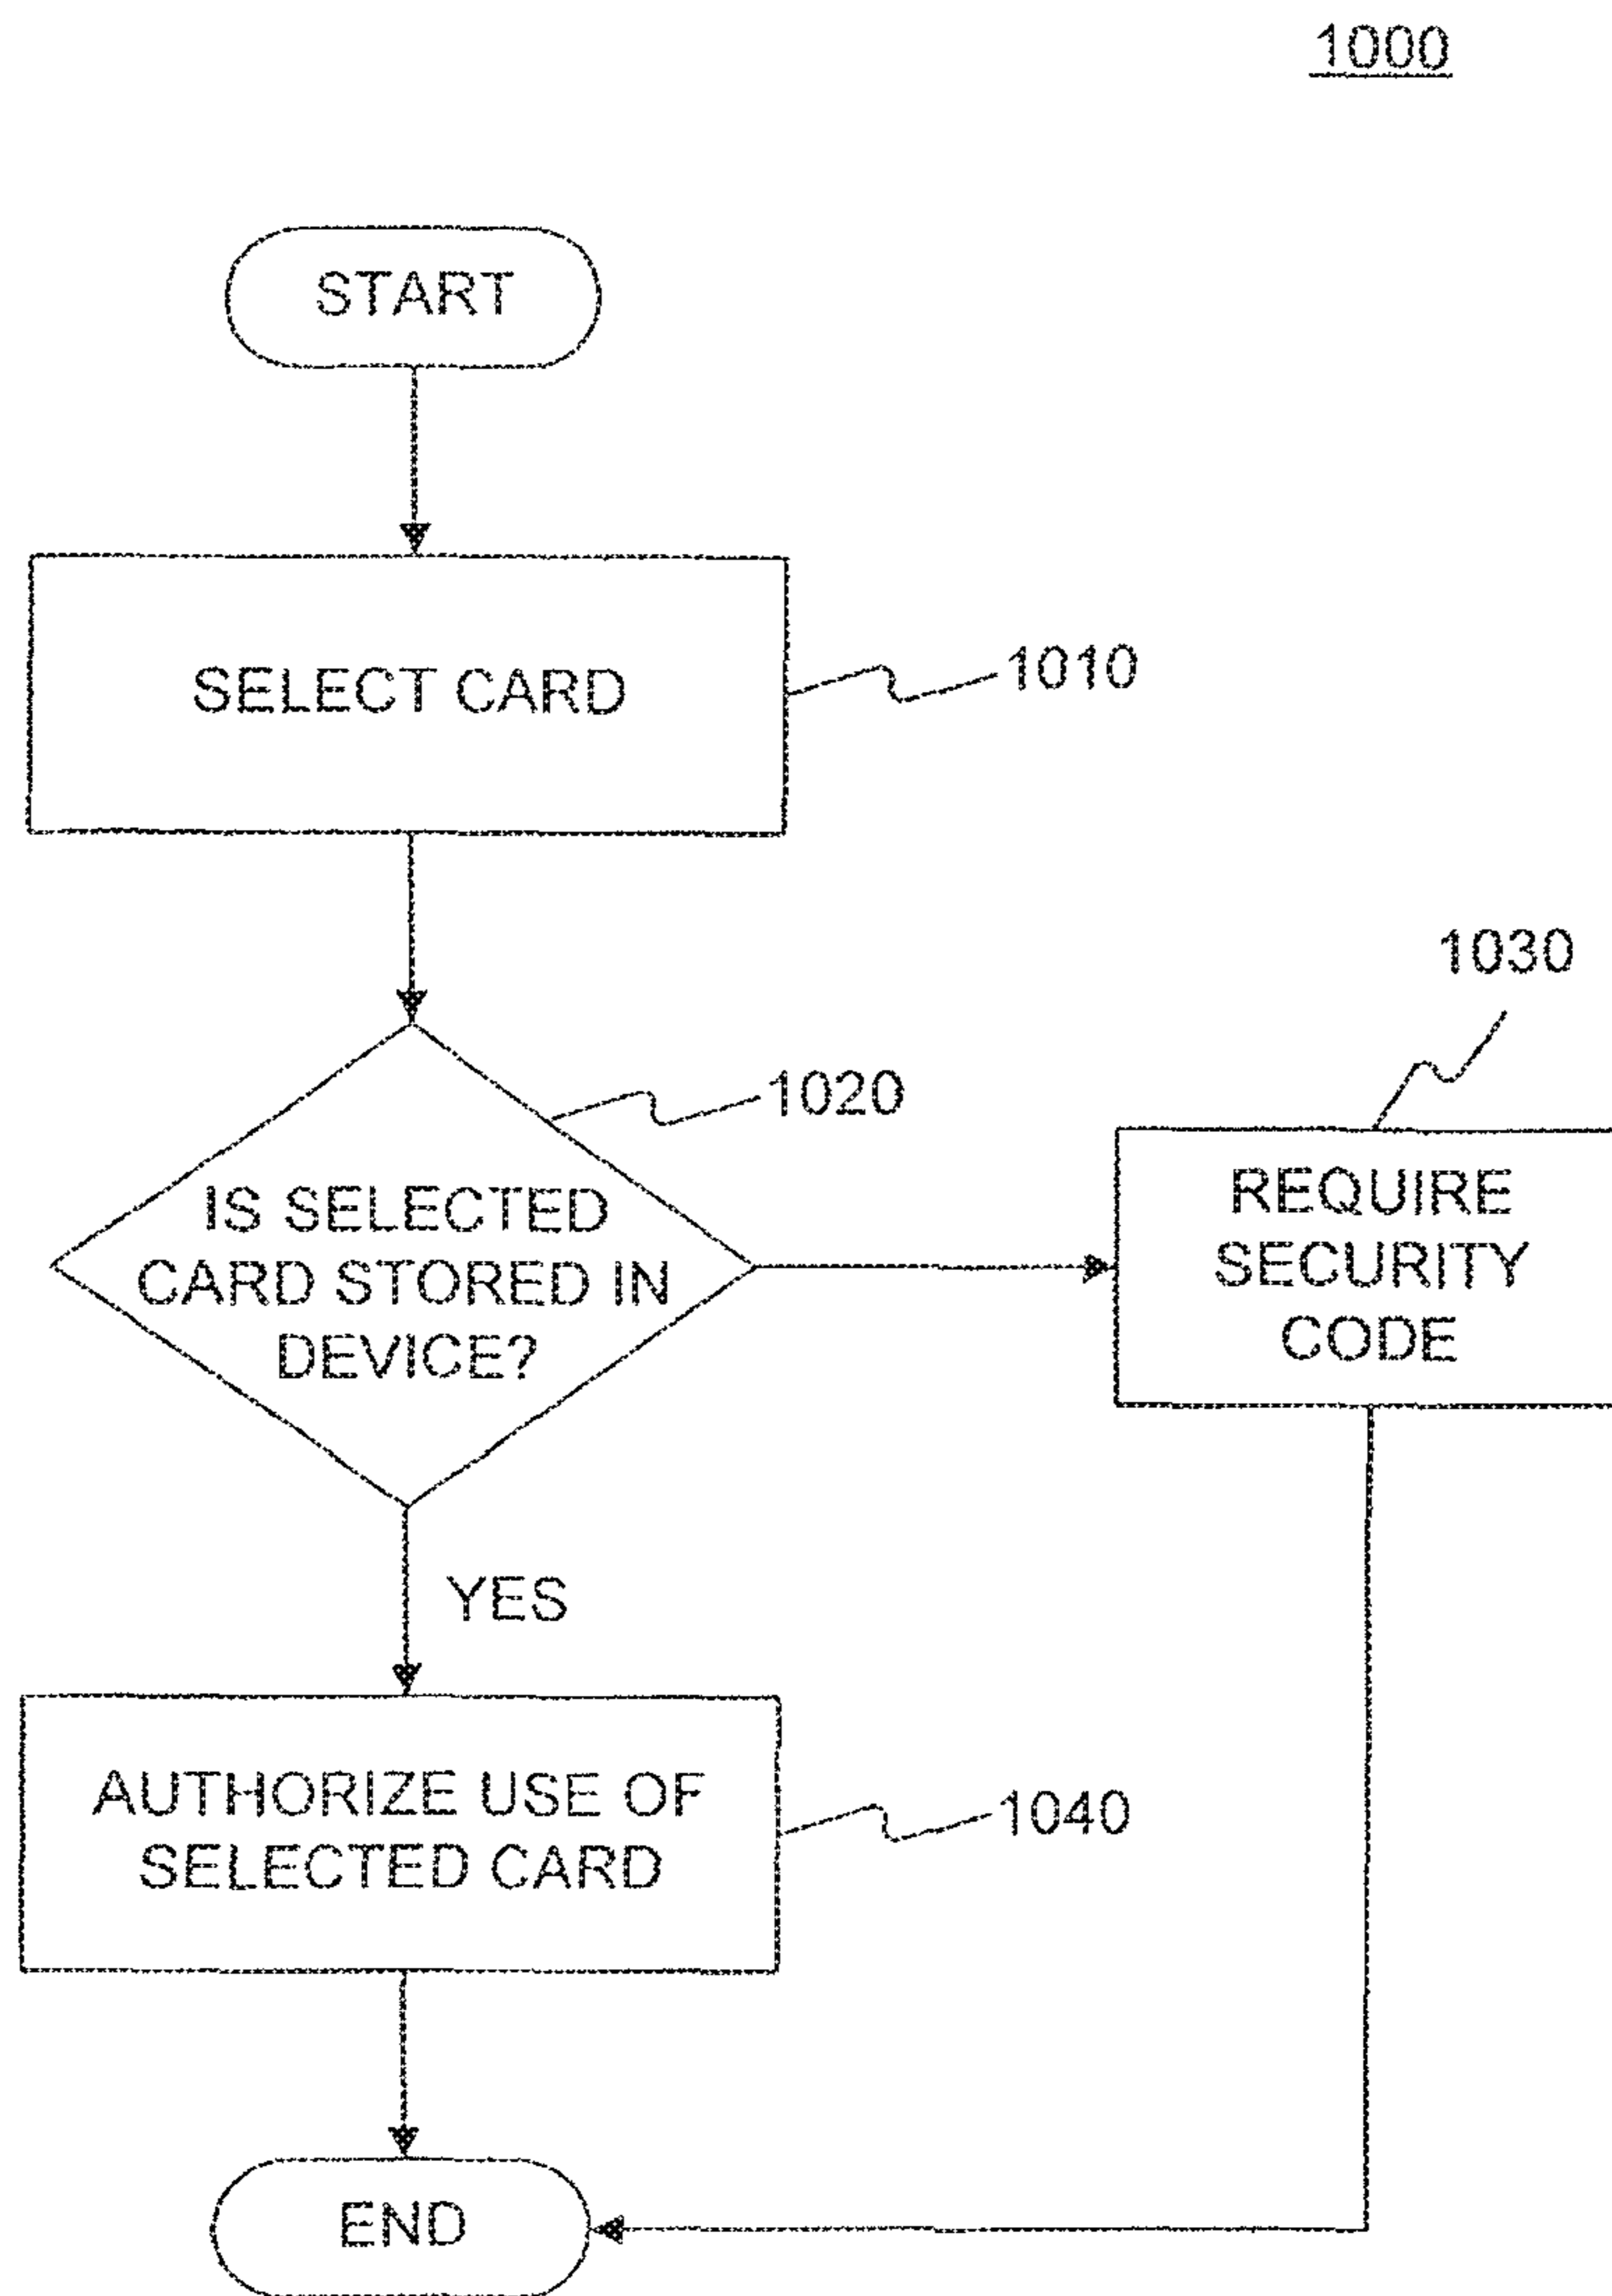 1000
START
SELECT CARD
1010
1030
1020
IS SELECTED
CARD STORED IN
DEVICE?
REQUIRE
SECURITY
CODE
YES
AUTHORIZE USE OF
SELECTED CARD
1040
END